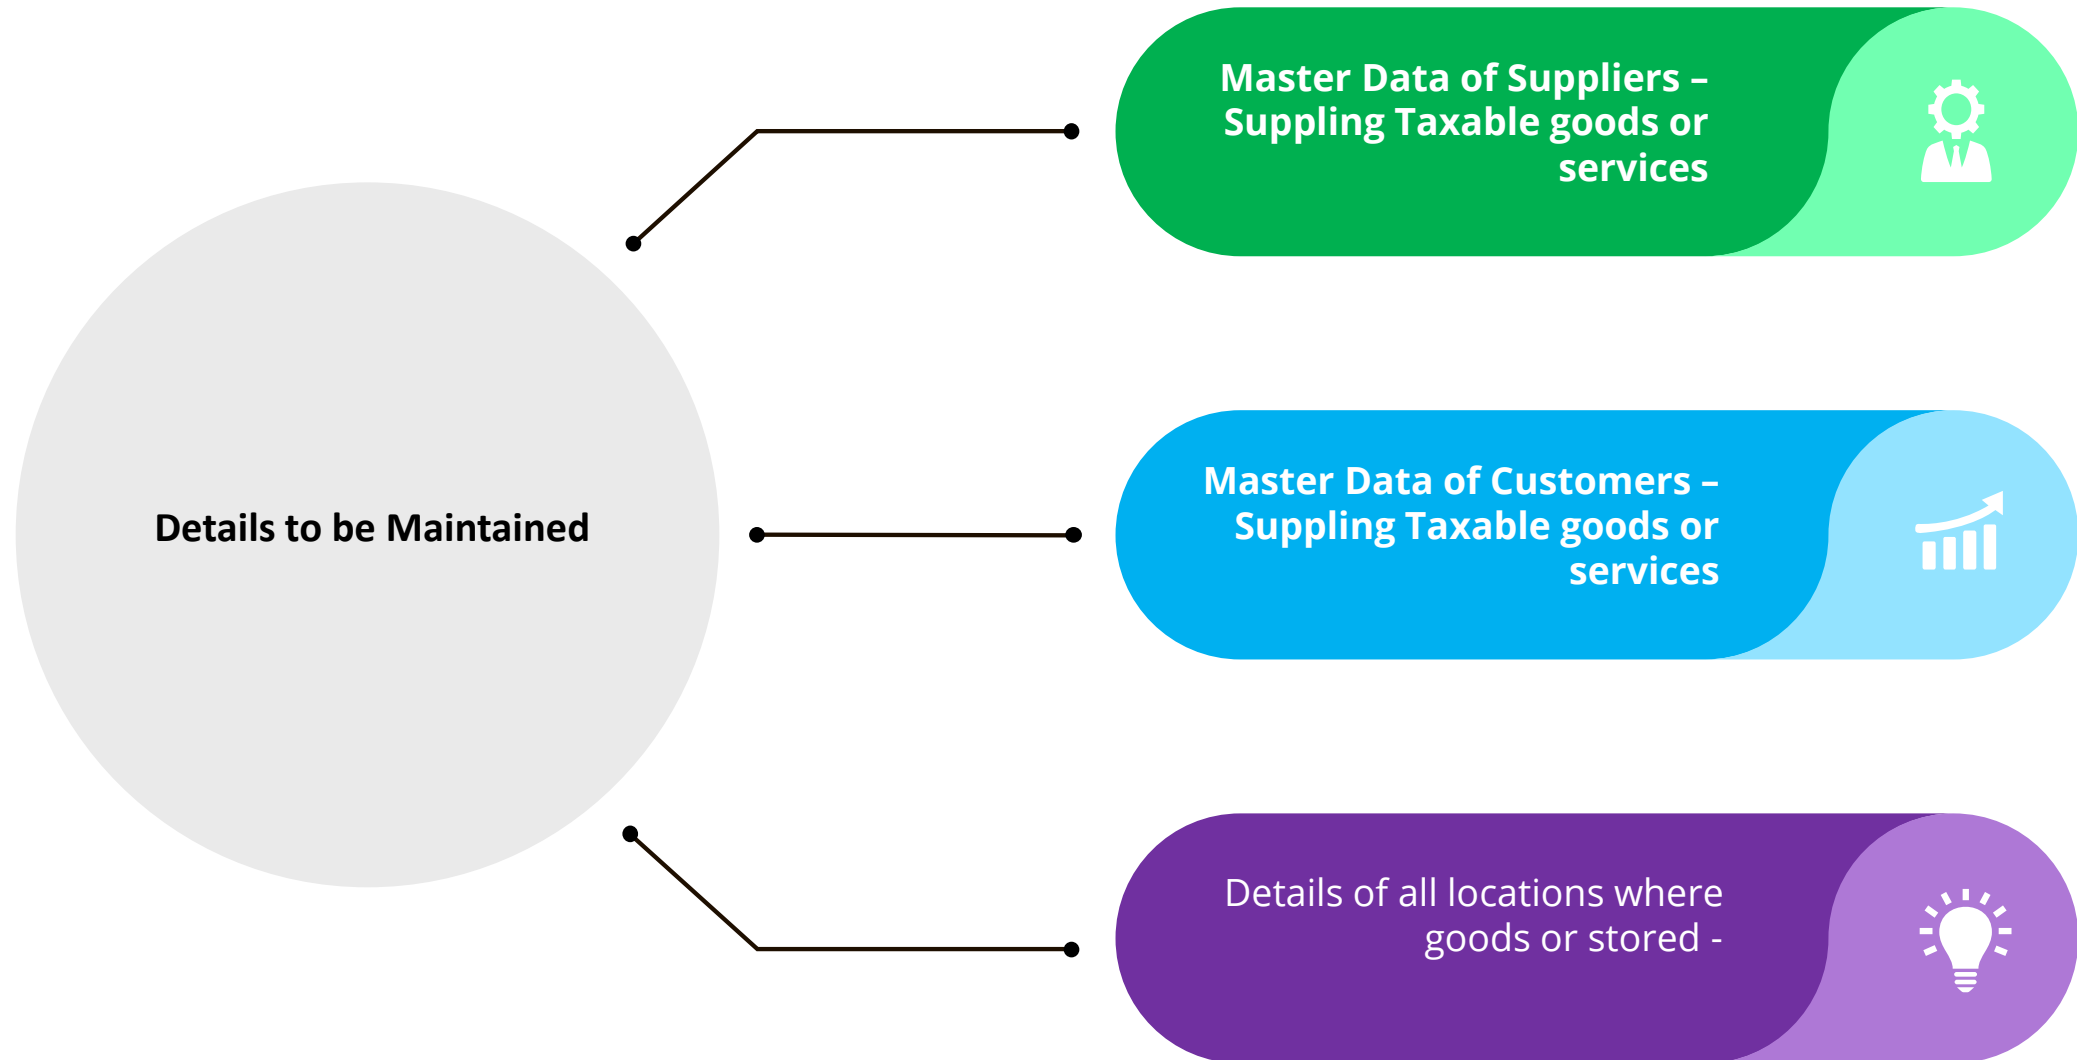 Details to be Maintained
Master Data of Suppliers –
Suppling Taxable goods or
services
Master Data of Customers –
Suppling Taxable goods or
services
Details of all locations where
goods or stored -